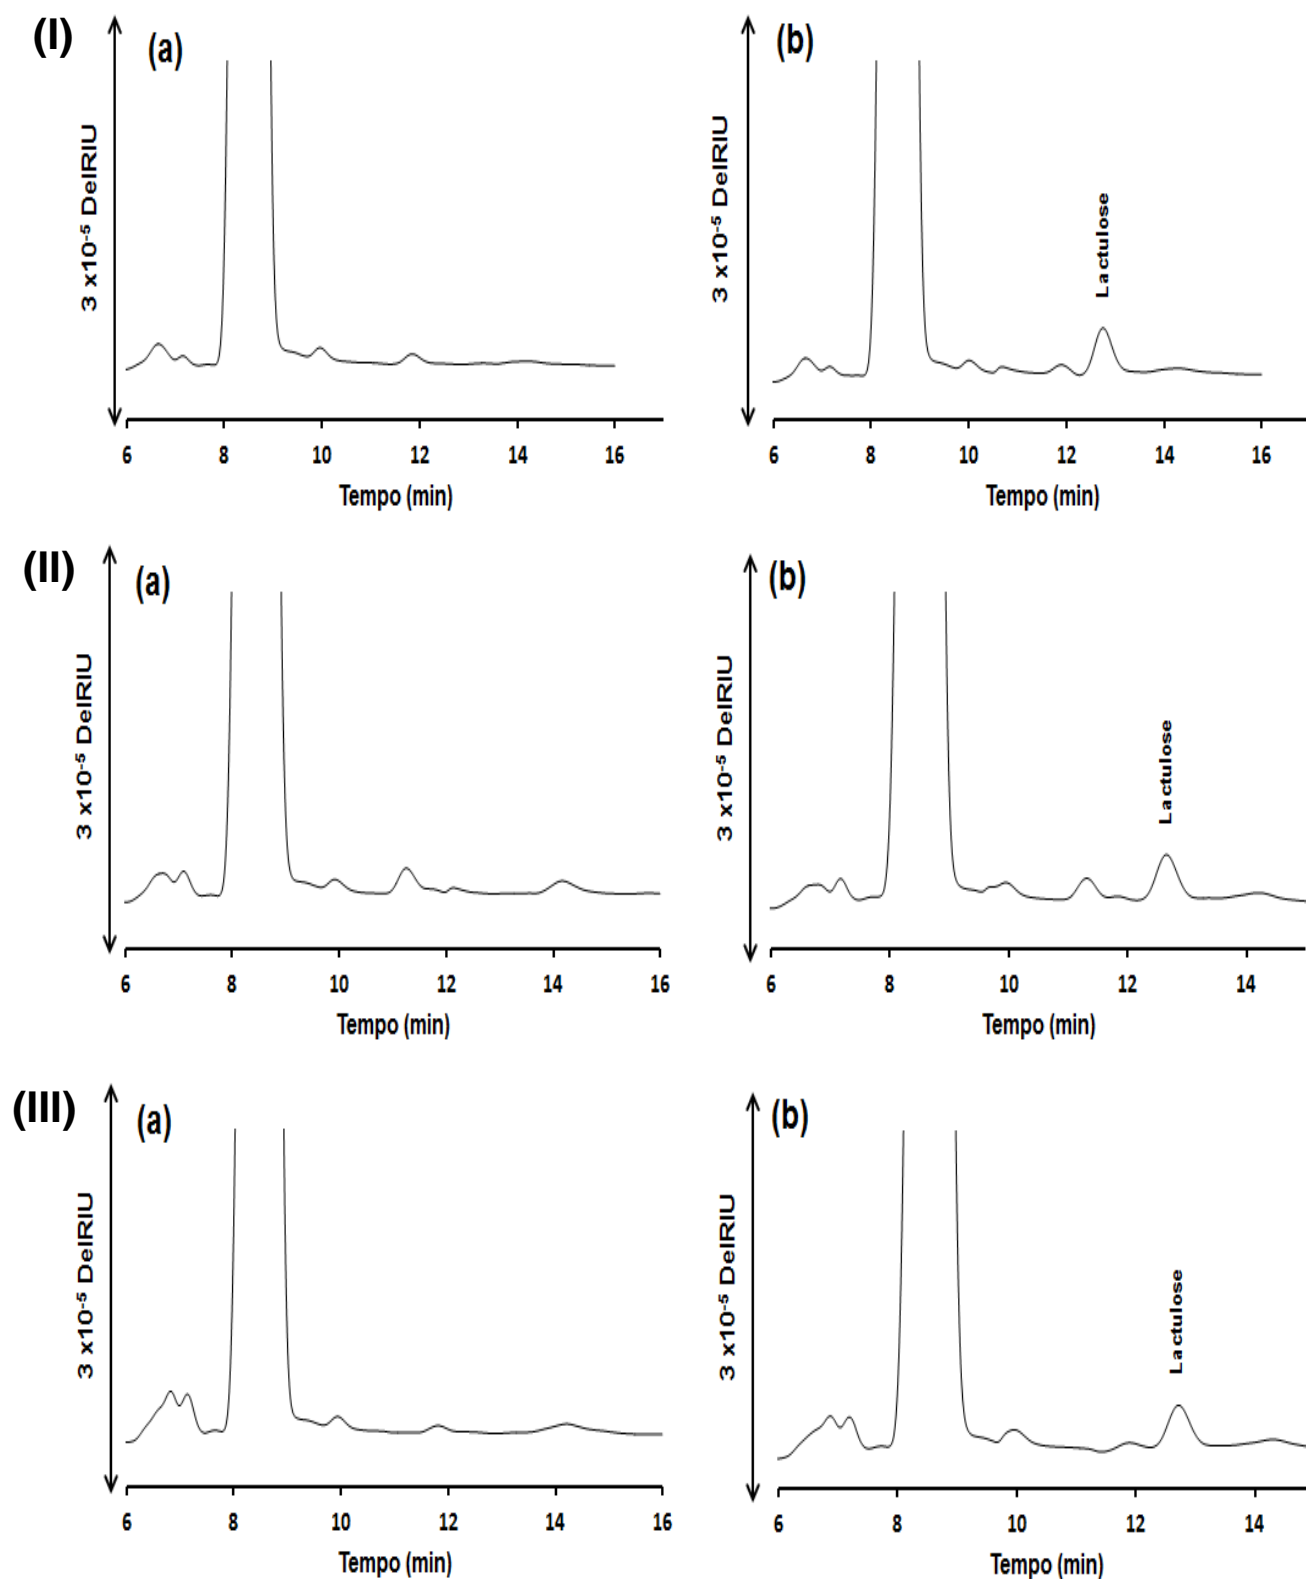 (I)
(a)
3 x10⁻⁵ DelRIU
6 8 10 12 14 16
Tempo (min)
(b)
3 x10⁻⁵ DelRIU
Lactulose
6 8 10 12 14 16
Tempo (min)
(II)
(a)
3 x10⁻⁵ DelRIU
6 8 10 12 14 16
Tempo (min)
(b)
3 x10⁻⁵ DelRIU
Lactulose
6 8 10 12 14
Tempo (min)
(III)
(a)
3 x10⁻⁵ DelRIU
6 8 10 12 14 16
Tempo (min)
(b)
3 x10⁻⁵ DelRIU
Lactulose
6 8 10 12 14
Tempo (min)